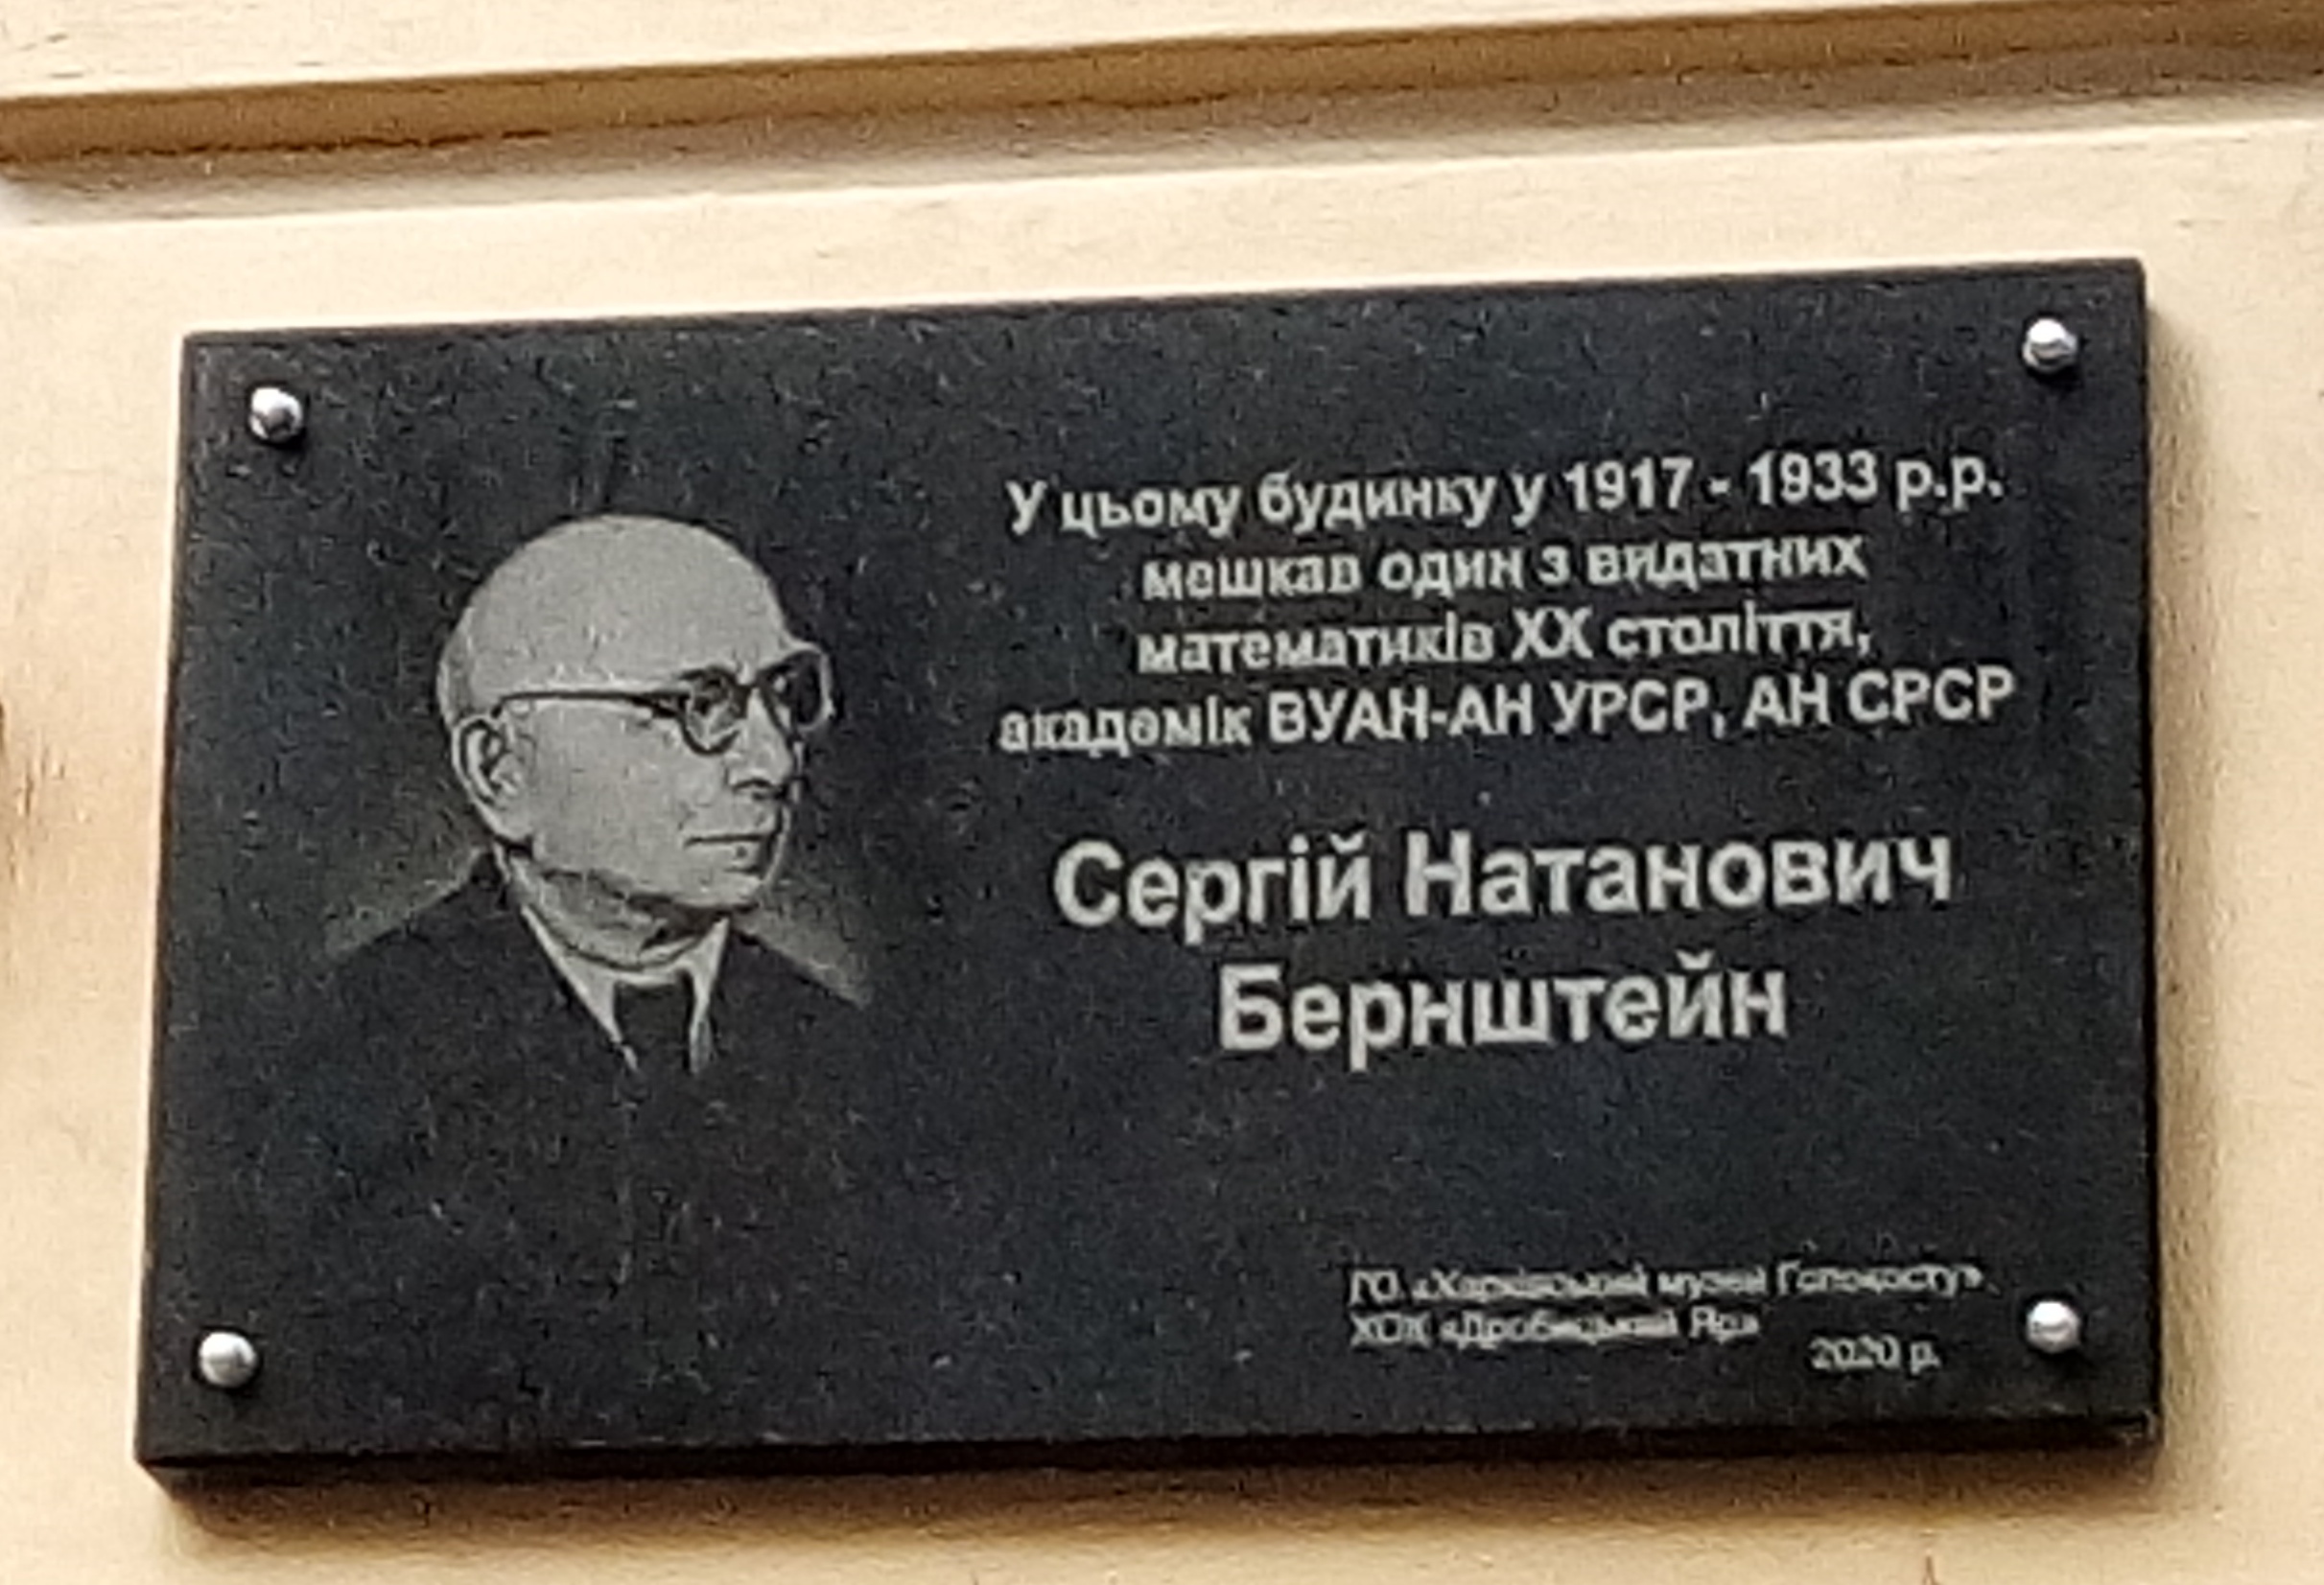 У цьому будинку у 1917 - 1933 р.р.
мешкав один з видатних
математиків ХХ століття,
академік ВУАН-АН УРСР, АН СРСР
Сергій Натанович
Бернштейн
ГО «Харківський музей Голокосту»
ХОК «Дробицький Яр»
2020 р.